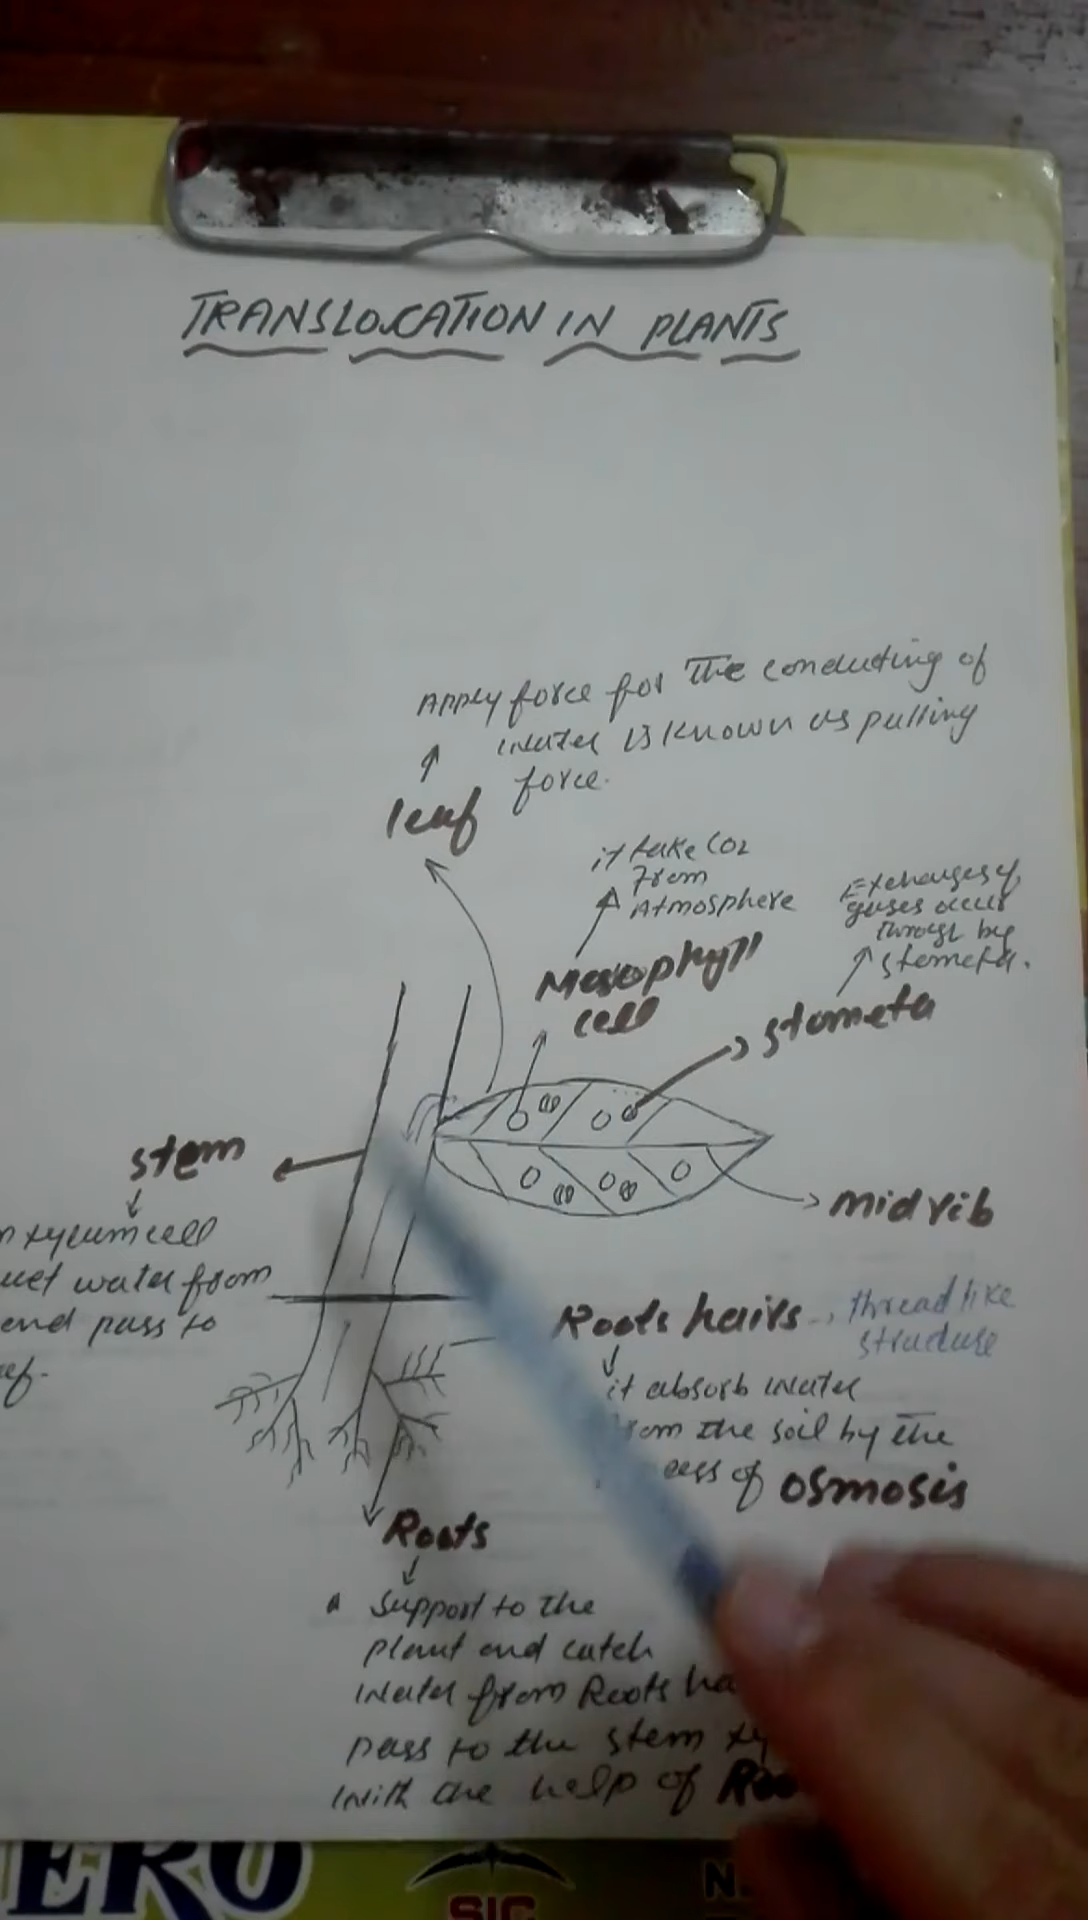 TRANSLOCATION IN PLANTS
Apply force for The conducting of
water is known as pulling
force.
leaf
it take CO2
from
Atmosphere
Exchanges of
gases occur
through by
stometa.
Mesophyll
cell
stometa
stem
xylem cell
water from
and pass to
midrib
Roots hairs
thread like
structure
it absorb water
from the soil by the
of osmosis
Roots
Support to the
plant and catch
water from Roots
pass to the stem
with the help of
ERO
SIC
N.